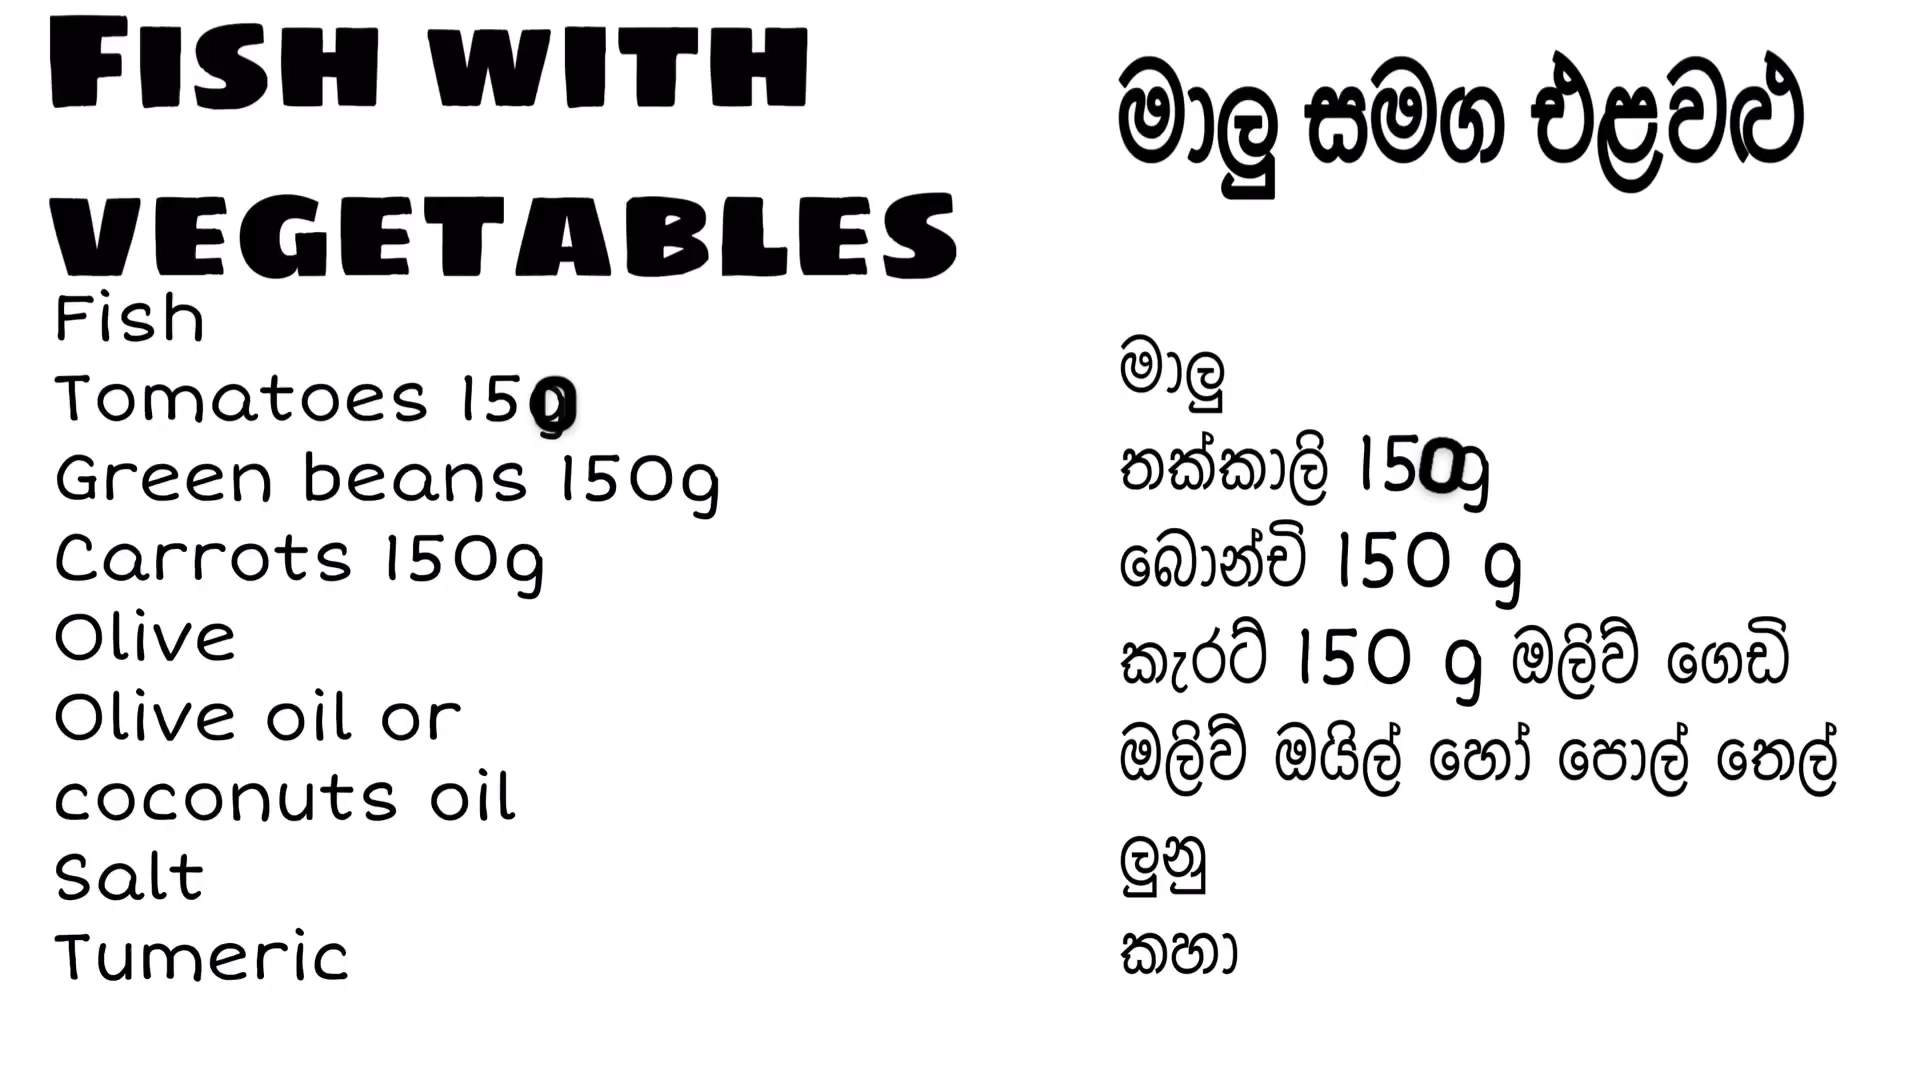 FISH WITH
VEGETABLES
Fish
Tomatoes 150g
Green beans 150g
Carrots 150g
Olive
Olive oil or
coconuts oil
Salt
Tumeric
මාලු සමග එළවළු
මාලු
තක්කාලි 150g
බොන්චි 150 g
කැරට් 150 g ඔලිව් ගෙඩි
ඔලිව් ඔයිල් හෝ පොල් තෙල්
ලුනු
කහා